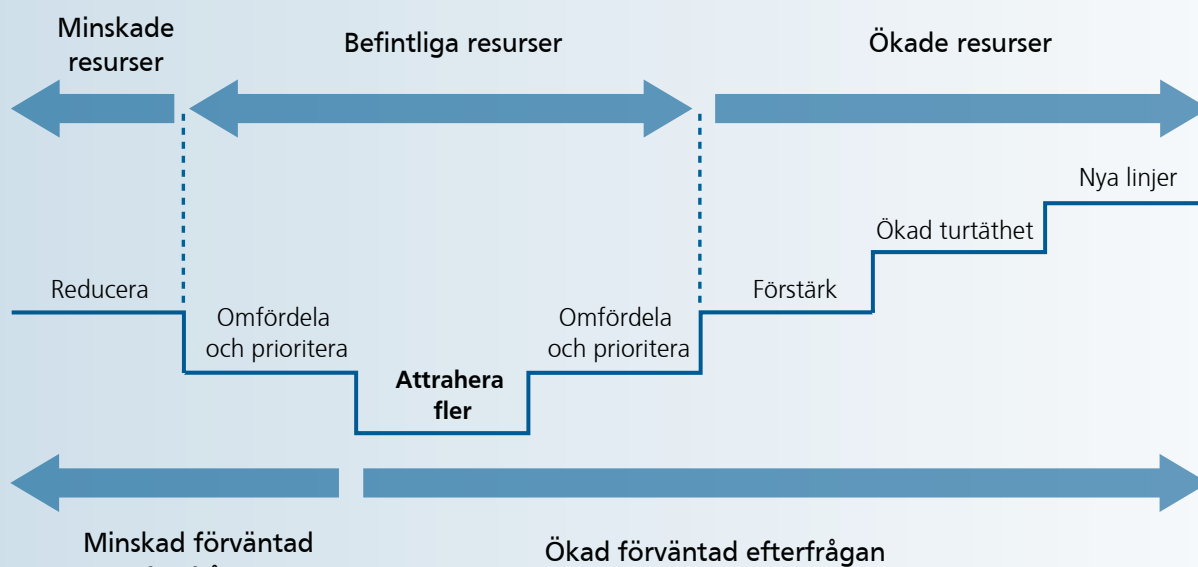 Minskade
resurser
Befintliga resurser
Ökade resurser
Nya linjer
Ökad turtäthet
Reducera
Förstärk
Omfördela
och prioritera
Omfördela
och prioritera
Attrahera
fler
Minskad förväntad
Ökad förväntad efterfrågan